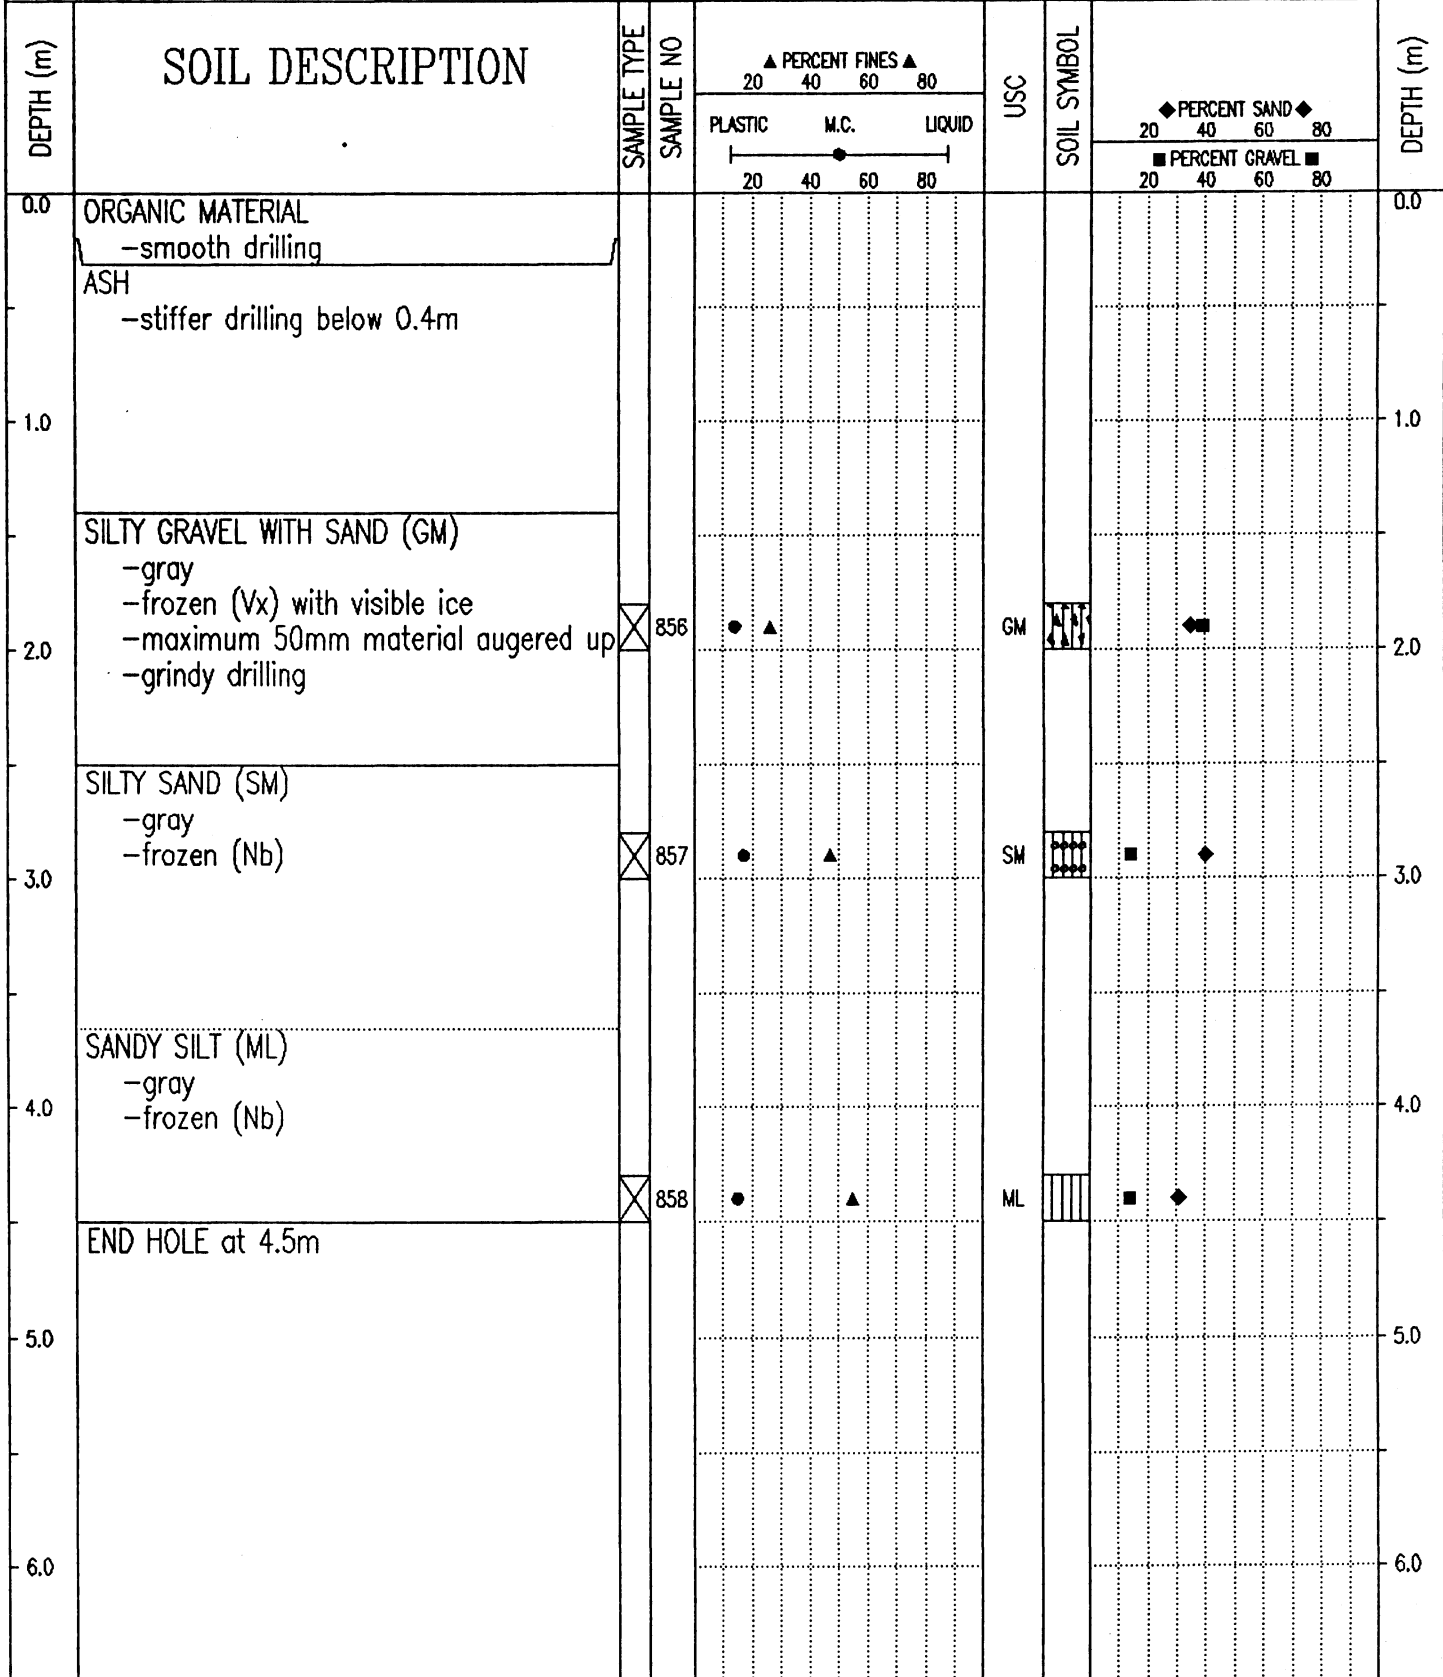 DEPTH (m)
SOIL DESCRIPTION
SAMPLE TYPE
SAMPLE NO
▲ PERCENT FINES ▲
20 40 60 80
PLASTIC M.C. LIQUID
20 40 60 80
USC
SOIL SYMBOL
◆ PERCENT SAND ◆
20 40 60 80
■ PERCENT GRAVEL ■
20 40 60 80
DEPTH (m)
0.0
ORGANIC MATERIAL
0.0
-smooth drilling
ASH
-stiffer drilling below 0.4m
1.0
1.0
SILTY GRAVEL WITH SAND (GM)
-gray
-frozen (Vx) with visible ice
856
GM
-maximum 50mm material augered up
2.0
2.0
-grindy drilling
SILTY SAND (SM)
-gray
-frozen (Nb)
857
SM
3.0
3.0
SANDY SILT (ML)
-gray
4.0
4.0
-frozen (Nb)
858
ML
END HOLE at 4.5m
5.0
5.0
6.0
6.0